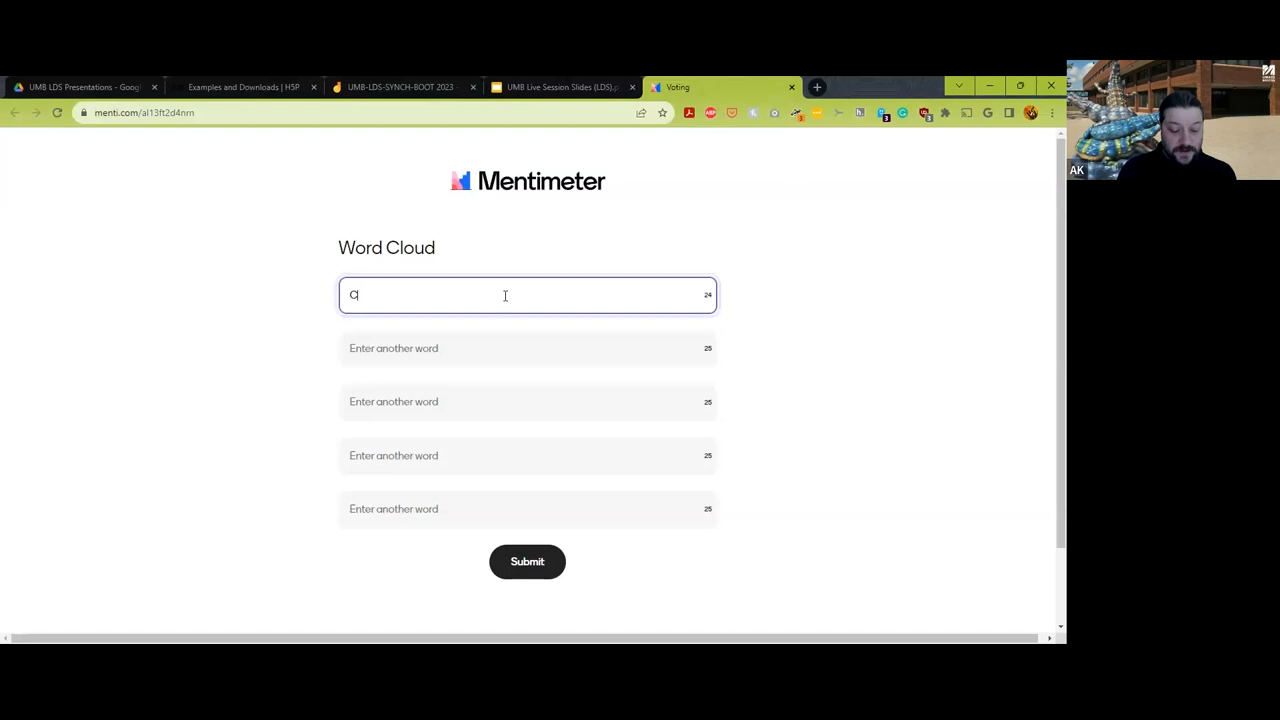 UMB LDS Presentations - Googl
Examples and Downloads | H5P
UMB-LDS-SYNCH-BOOT 2023 -
UMB Live Session Slides (LDS).p
Voting
menti.com/al13ft2d4nrn
Mentimeter
Word Cloud
C 24
Enter another word 25
Enter another word 25
Enter another word 25
Enter another word 25
Submit
AK